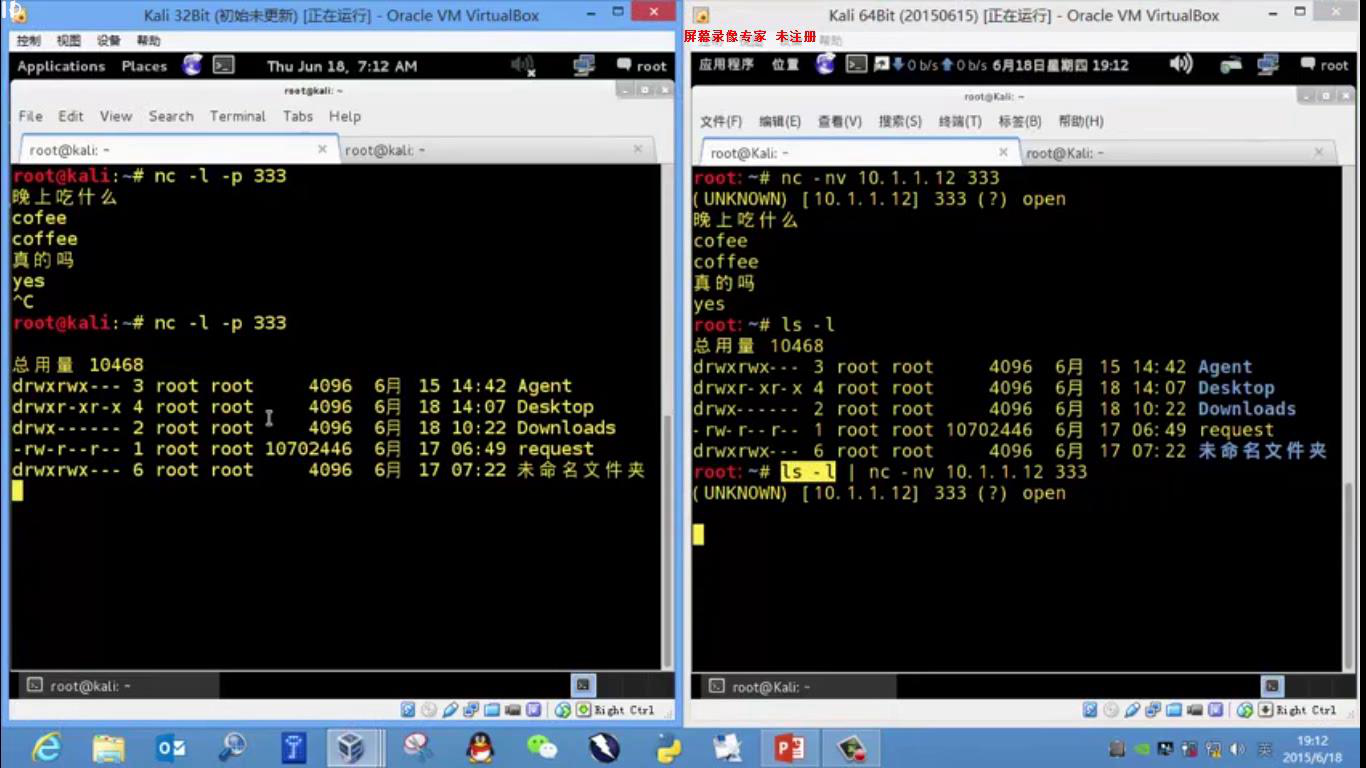 Kali 32Bit (初始未更新) [正在运行] - Oracle VM VirtualBox
控制 视图 设备 帮助
Applications Places Thu Jun 18, 7:12 AM root
root@kali: ~
File Edit View Search Terminal Tabs Help
root@kali: ~ root@kali: ~
root@kali:~# nc -l -p 333
晚上吃什么
cofee
coffee
真的吗
yes
^C
root@kali:~# nc -l -p 333
总用量 10468
drwxrwx--- 3 root root 4096 6月 15 14:42 Agent
drwxr-xr-x 4 root root 4096 6月 18 14:07 Desktop
drwx------ 2 root root 4096 6月 18 10:22 Downloads
-rw-r--r-- 1 root root 10702446 6月 17 06:49 request
drwxrwx--- 6 root root 4096 6月 17 07:22 未命名文件夹
root@kali: ~
Right Ctrl
Kali 64Bit (20150615) [正在运行] - Oracle VM VirtualBox
屏幕录像专家 未注册
帮助
应用程序 位置 0 b/s 0 b/s 6月18日星期四 19:12 root
root@Kali: ~
文件(F) 编辑(E) 查看(V) 搜索(S) 终端(T) 标签(B) 帮助(H)
root@Kali: ~ root@Kali: ~
root:~# nc -nv 10.1.1.12 333
(UNKNOWN) [10.1.1.12] 333 (?) open
晚上吃什么
cofee
coffee
真的吗
yes
root:~# ls -l
总用量 10468
drwxrwx--- 3 root root 4096 6月 15 14:42 Agent
drwxr-xr-x 4 root root 4096 6月 18 14:07 Desktop
drwx------ 2 root root 4096 6月 18 10:22 Downloads
-rw-r--r-- 1 root root 10702446 6月 17 06:49 request
drwxrwx--- 6 root root 4096 6月 17 07:22 未命名文件夹
root:~# ls -l | nc -nv 10.1.1.12 333
(UNKNOWN) [10.1.1.12] 333 (?) open
root@Kali: ~
Right Ctrl
英 19:12
2015/6/18